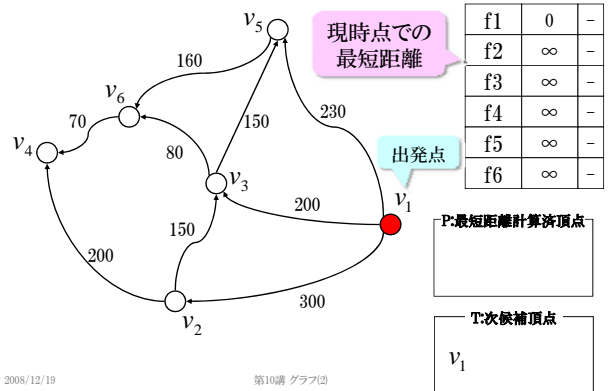 v5
現時点での
最短距離
f1 0 -
f2 ∞ -
f3 ∞ -
f4 ∞ -
f5 ∞ -
f6 ∞ -
160
v6
230
70
150
v4
80
出発点
v3
v1
200
P:最短距離計算済頂点
150
200
300
v2
T:次候補頂点
v1
2008/12/19
第10講 グラフ(2)